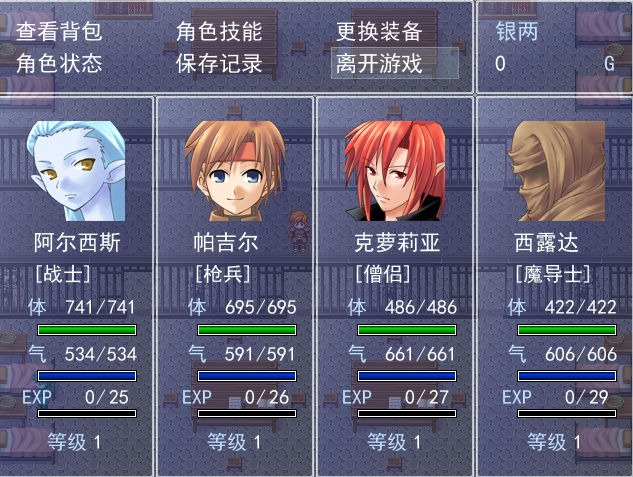 查看背包 角色技能 更换装备 银两
角色状态 保存记录 离开游戏 0 G
阿尔西斯 帕吉尔 克萝莉亚 西露达
[战士] [枪兵] [僧侣] [魔导士]
体 741/741 体 695/695 体 486/486 体 422/422
气 534/534 气 591/591 气 661/661 气 606/606
EXP 0/25 EXP 0/26 EXP 0/27 EXP 0/29
等级 1 等级 1 等级 1 等级 1